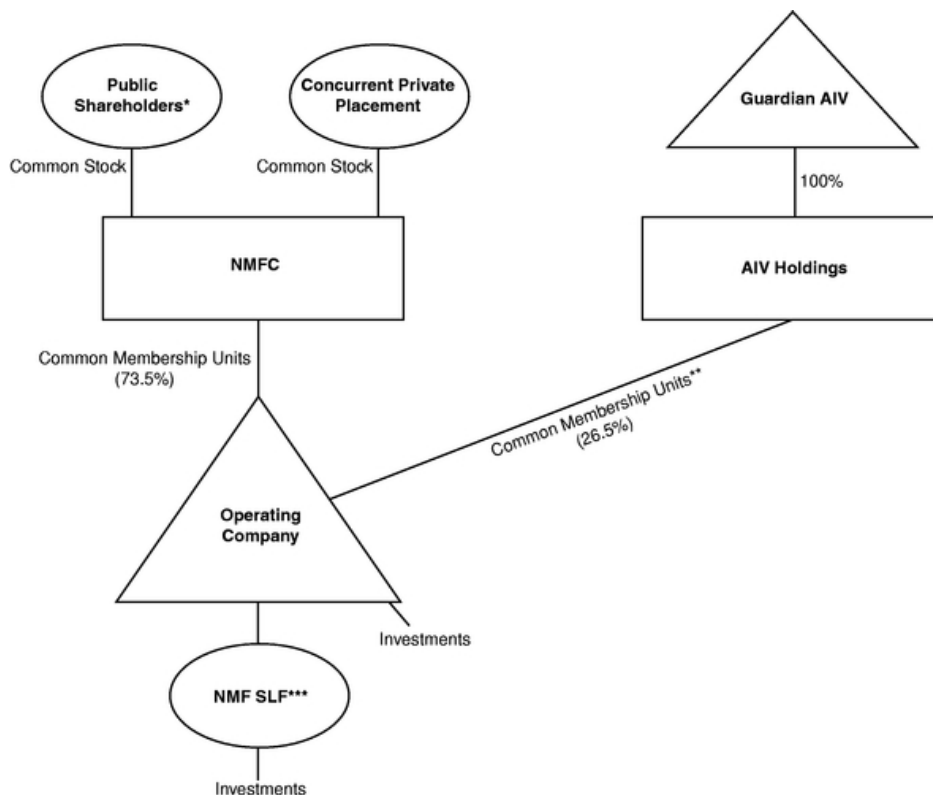 Public
Shareholders*
Concurrent Private
Placement
Guardian AIV
Common Stock
Common Stock
100%
NMFC
AIV Holdings
Common Membership Units
(73.5%)
Common Membership Units**
(26.5%)
Operating
Company
Investments
NMF SLF***
Investments